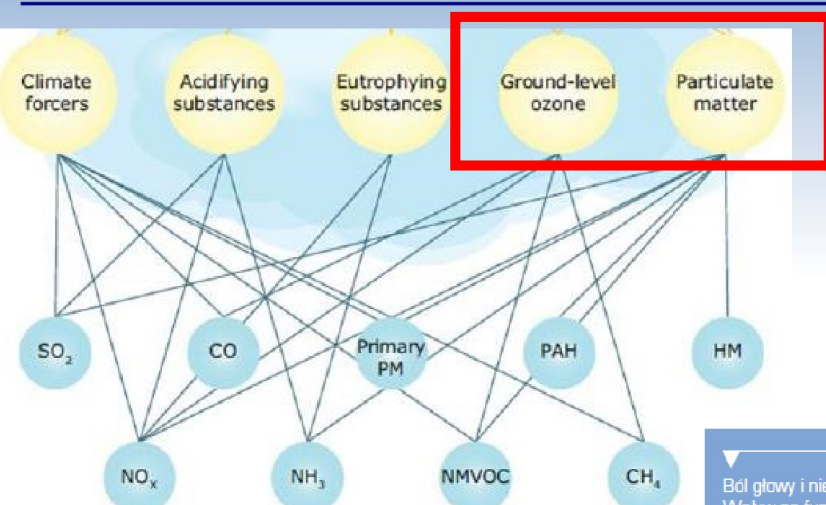 Climate
forcers
Acidifying
substances
Eutrophying
substances
Ground-level
ozone
Particulate
matter
SO₂
CO
Primary
PM
PAH
HM
NOₓ
NH₃
NMVOC
CH₄
Ból głowy i nie